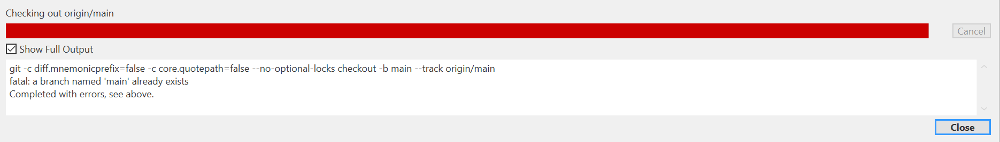 Checking out origin/main
Cancel
Show Full Output
git -c diff.mnemonicprefix=false -c core.quotepath=false --no-optional-locks checkout -b main --track origin/main
fatal: a branch named 'main' already exists
Completed with errors, see above.
Close